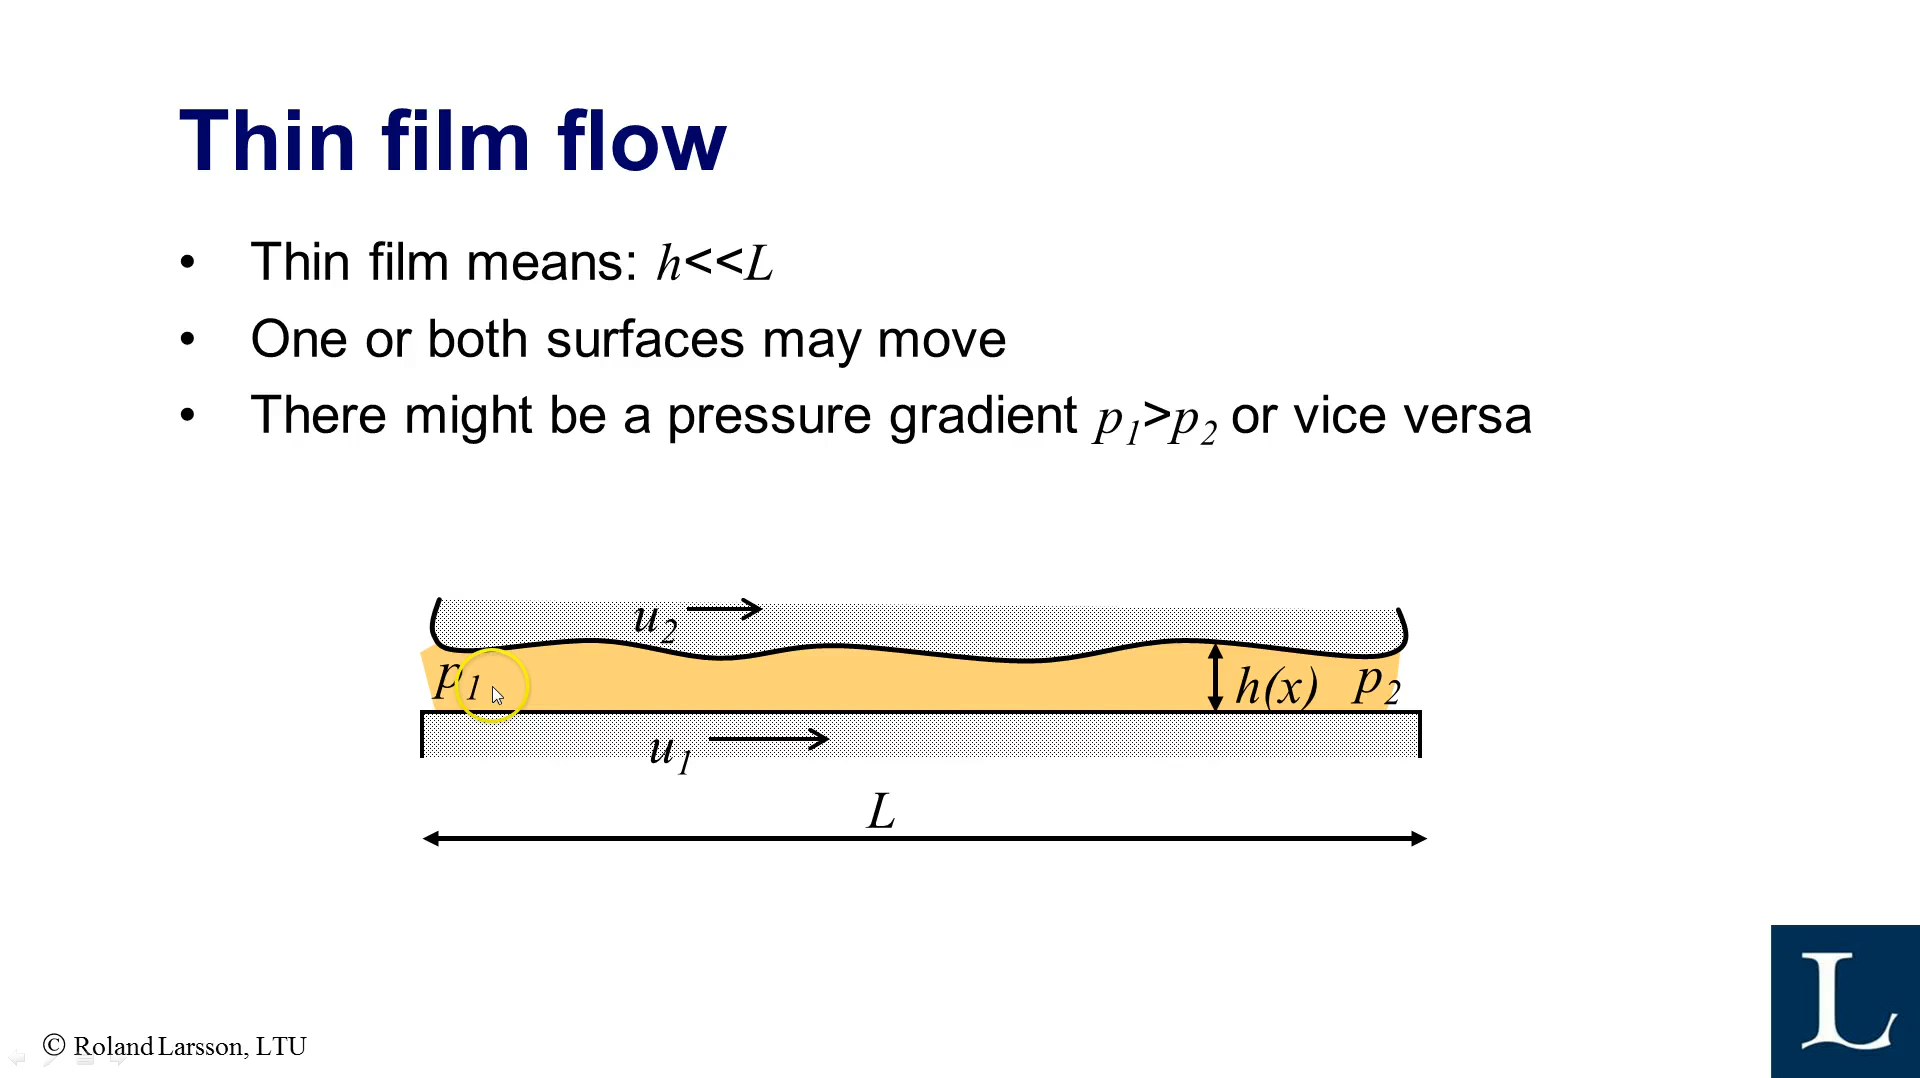 Thin film flow
• Thin film means: h<<L
• One or both surfaces may move
• There might be a pressure gradient p₁>p₂ or vice versa
u₂
p₁
h(x)
p₂
u₁
L
L
© Roland Larsson, LTU